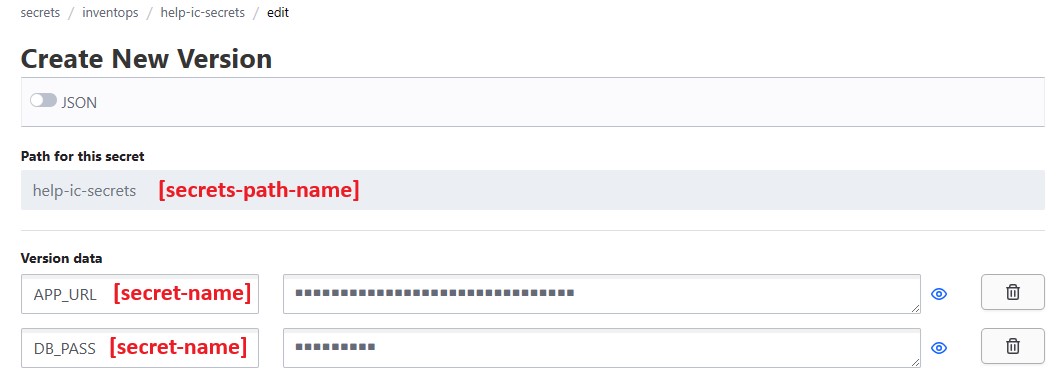 secrets / inventops / help-ic-secrets / edit
Create New Version
JSON
Path for this secret
help-ic-secrets [secrets-path-name]
Version data
APP_URL [secret-name] ▪▪▪▪▪▪▪▪▪▪▪▪▪▪▪▪▪▪▪▪▪▪▪▪▪▪▪▪▪▪▪
DB_PASS [secret-name] ▪▪▪▪▪▪▪▪▪